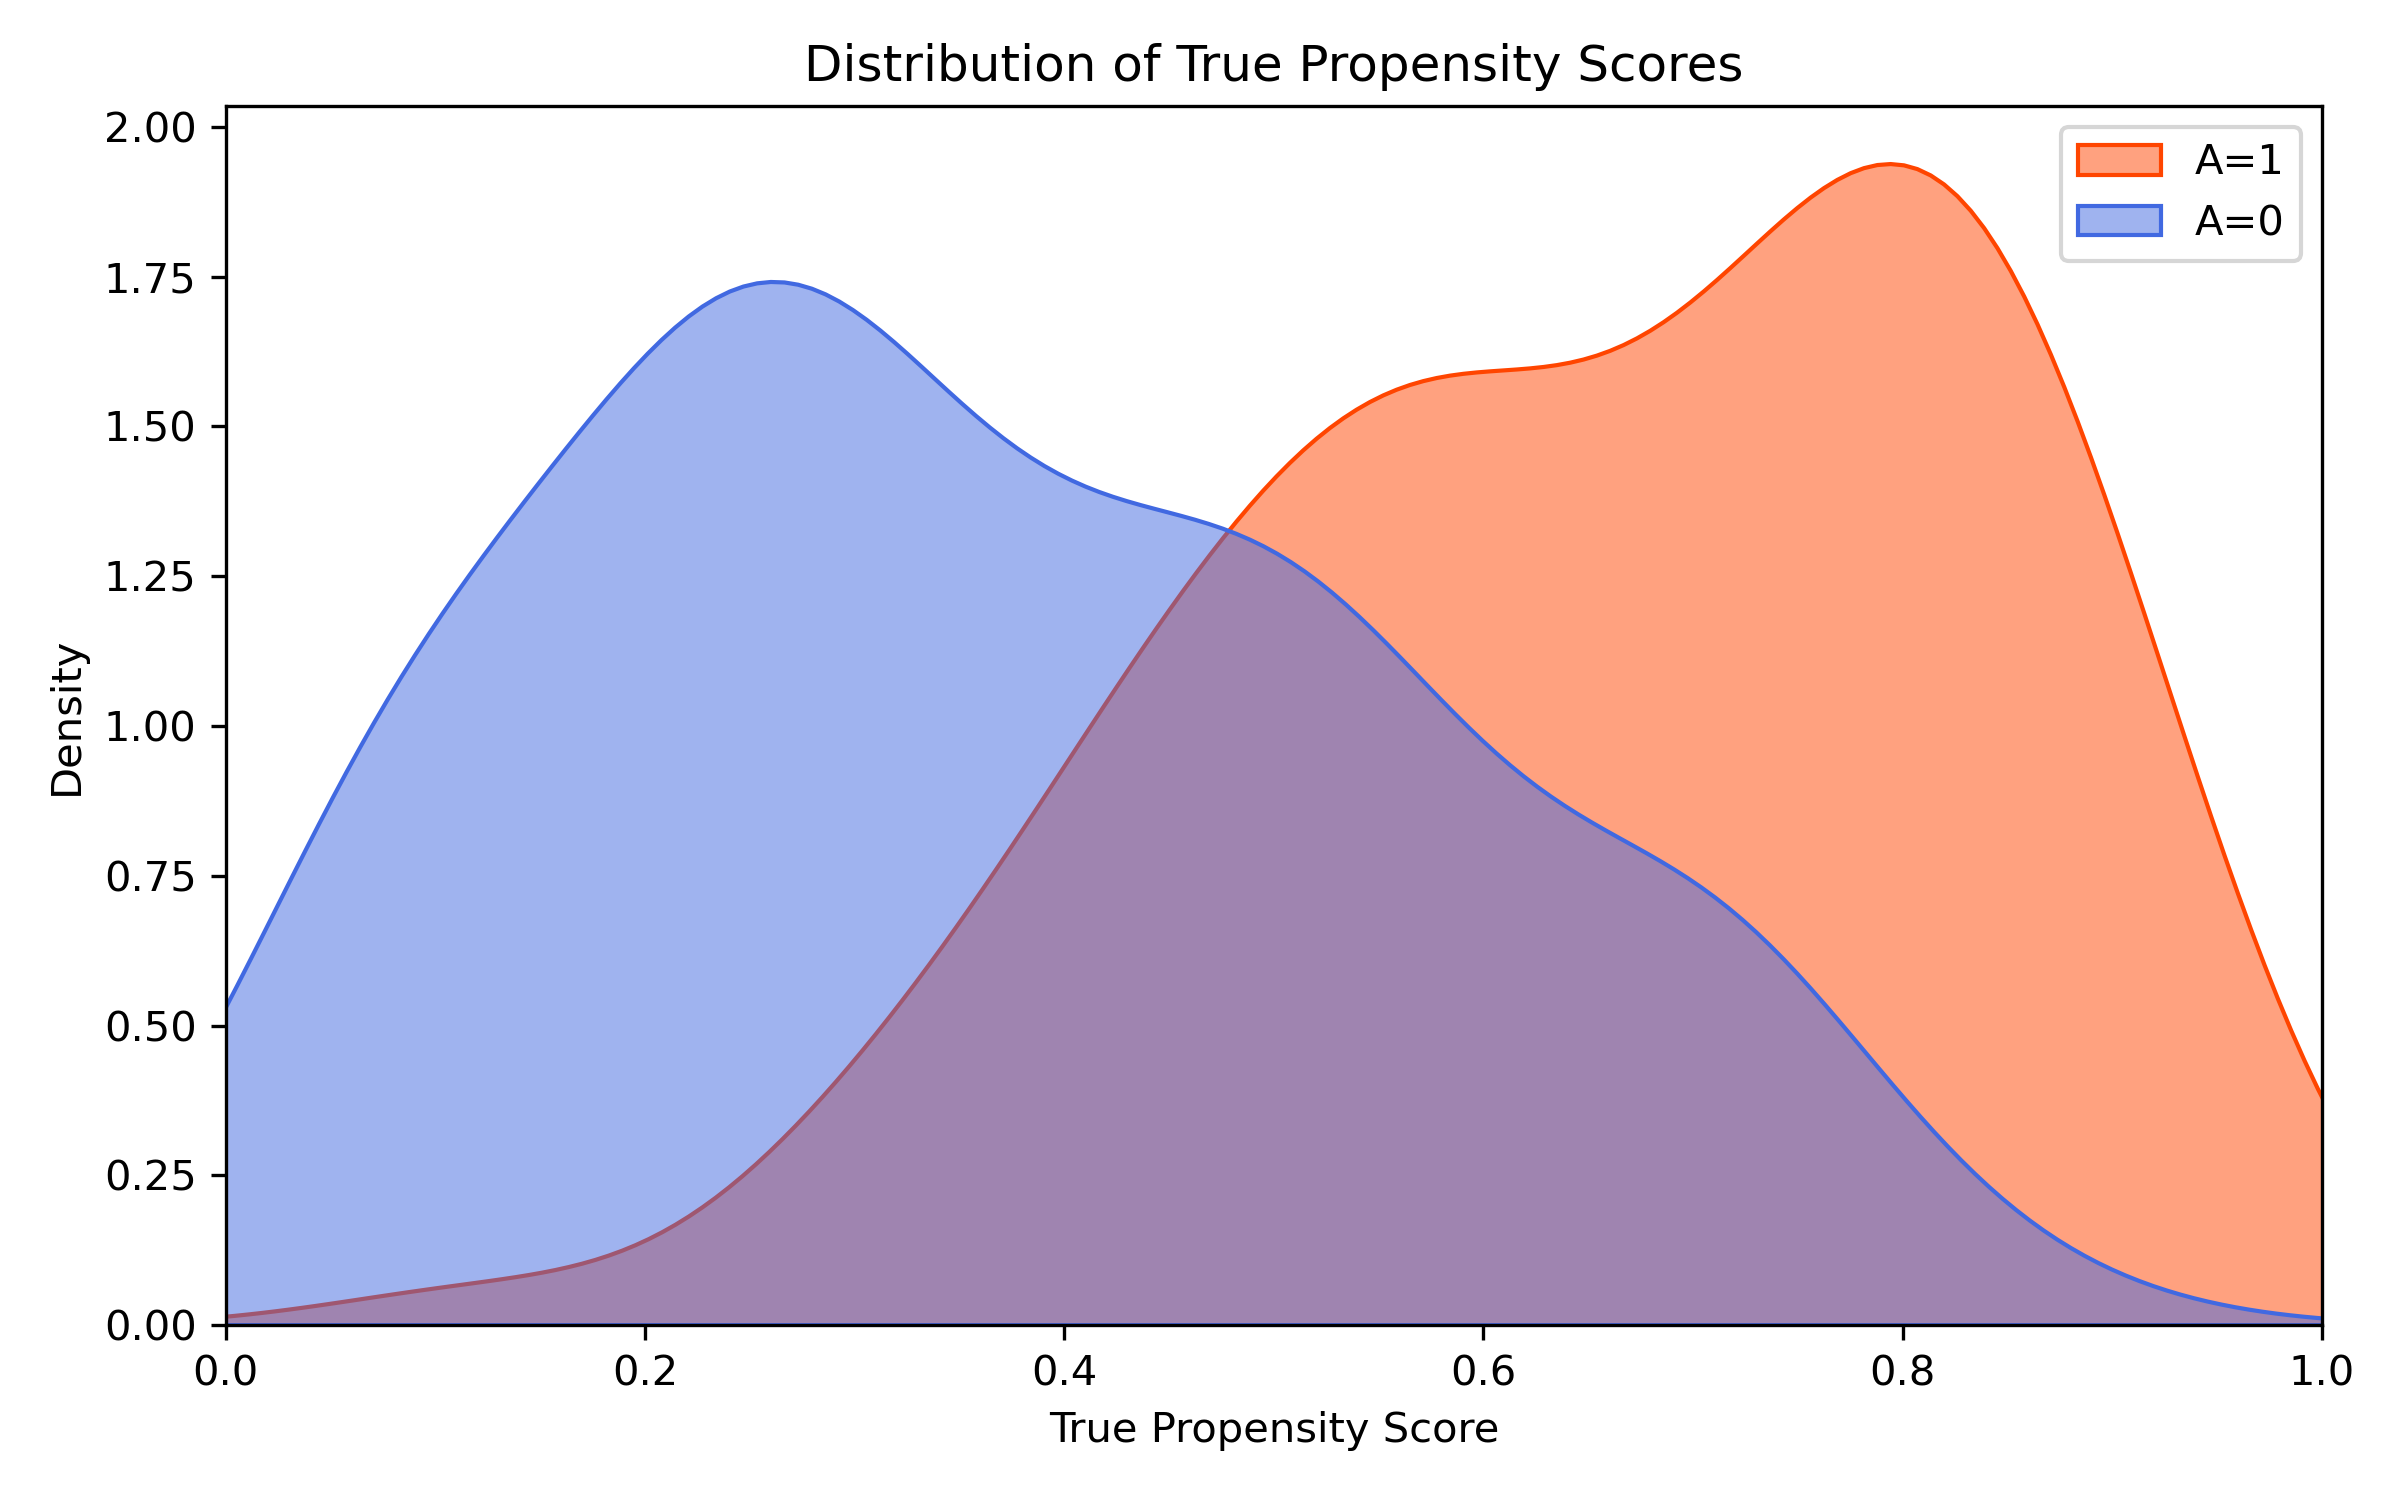 Distribution of True Propensity Scores
A=1
A=0
Density
2.00
1.75
1.50
1.25
1.00
0.75
0.50
0.25
0.00
0.0 0.2 0.4 0.6 0.8 1.0
True Propensity Score